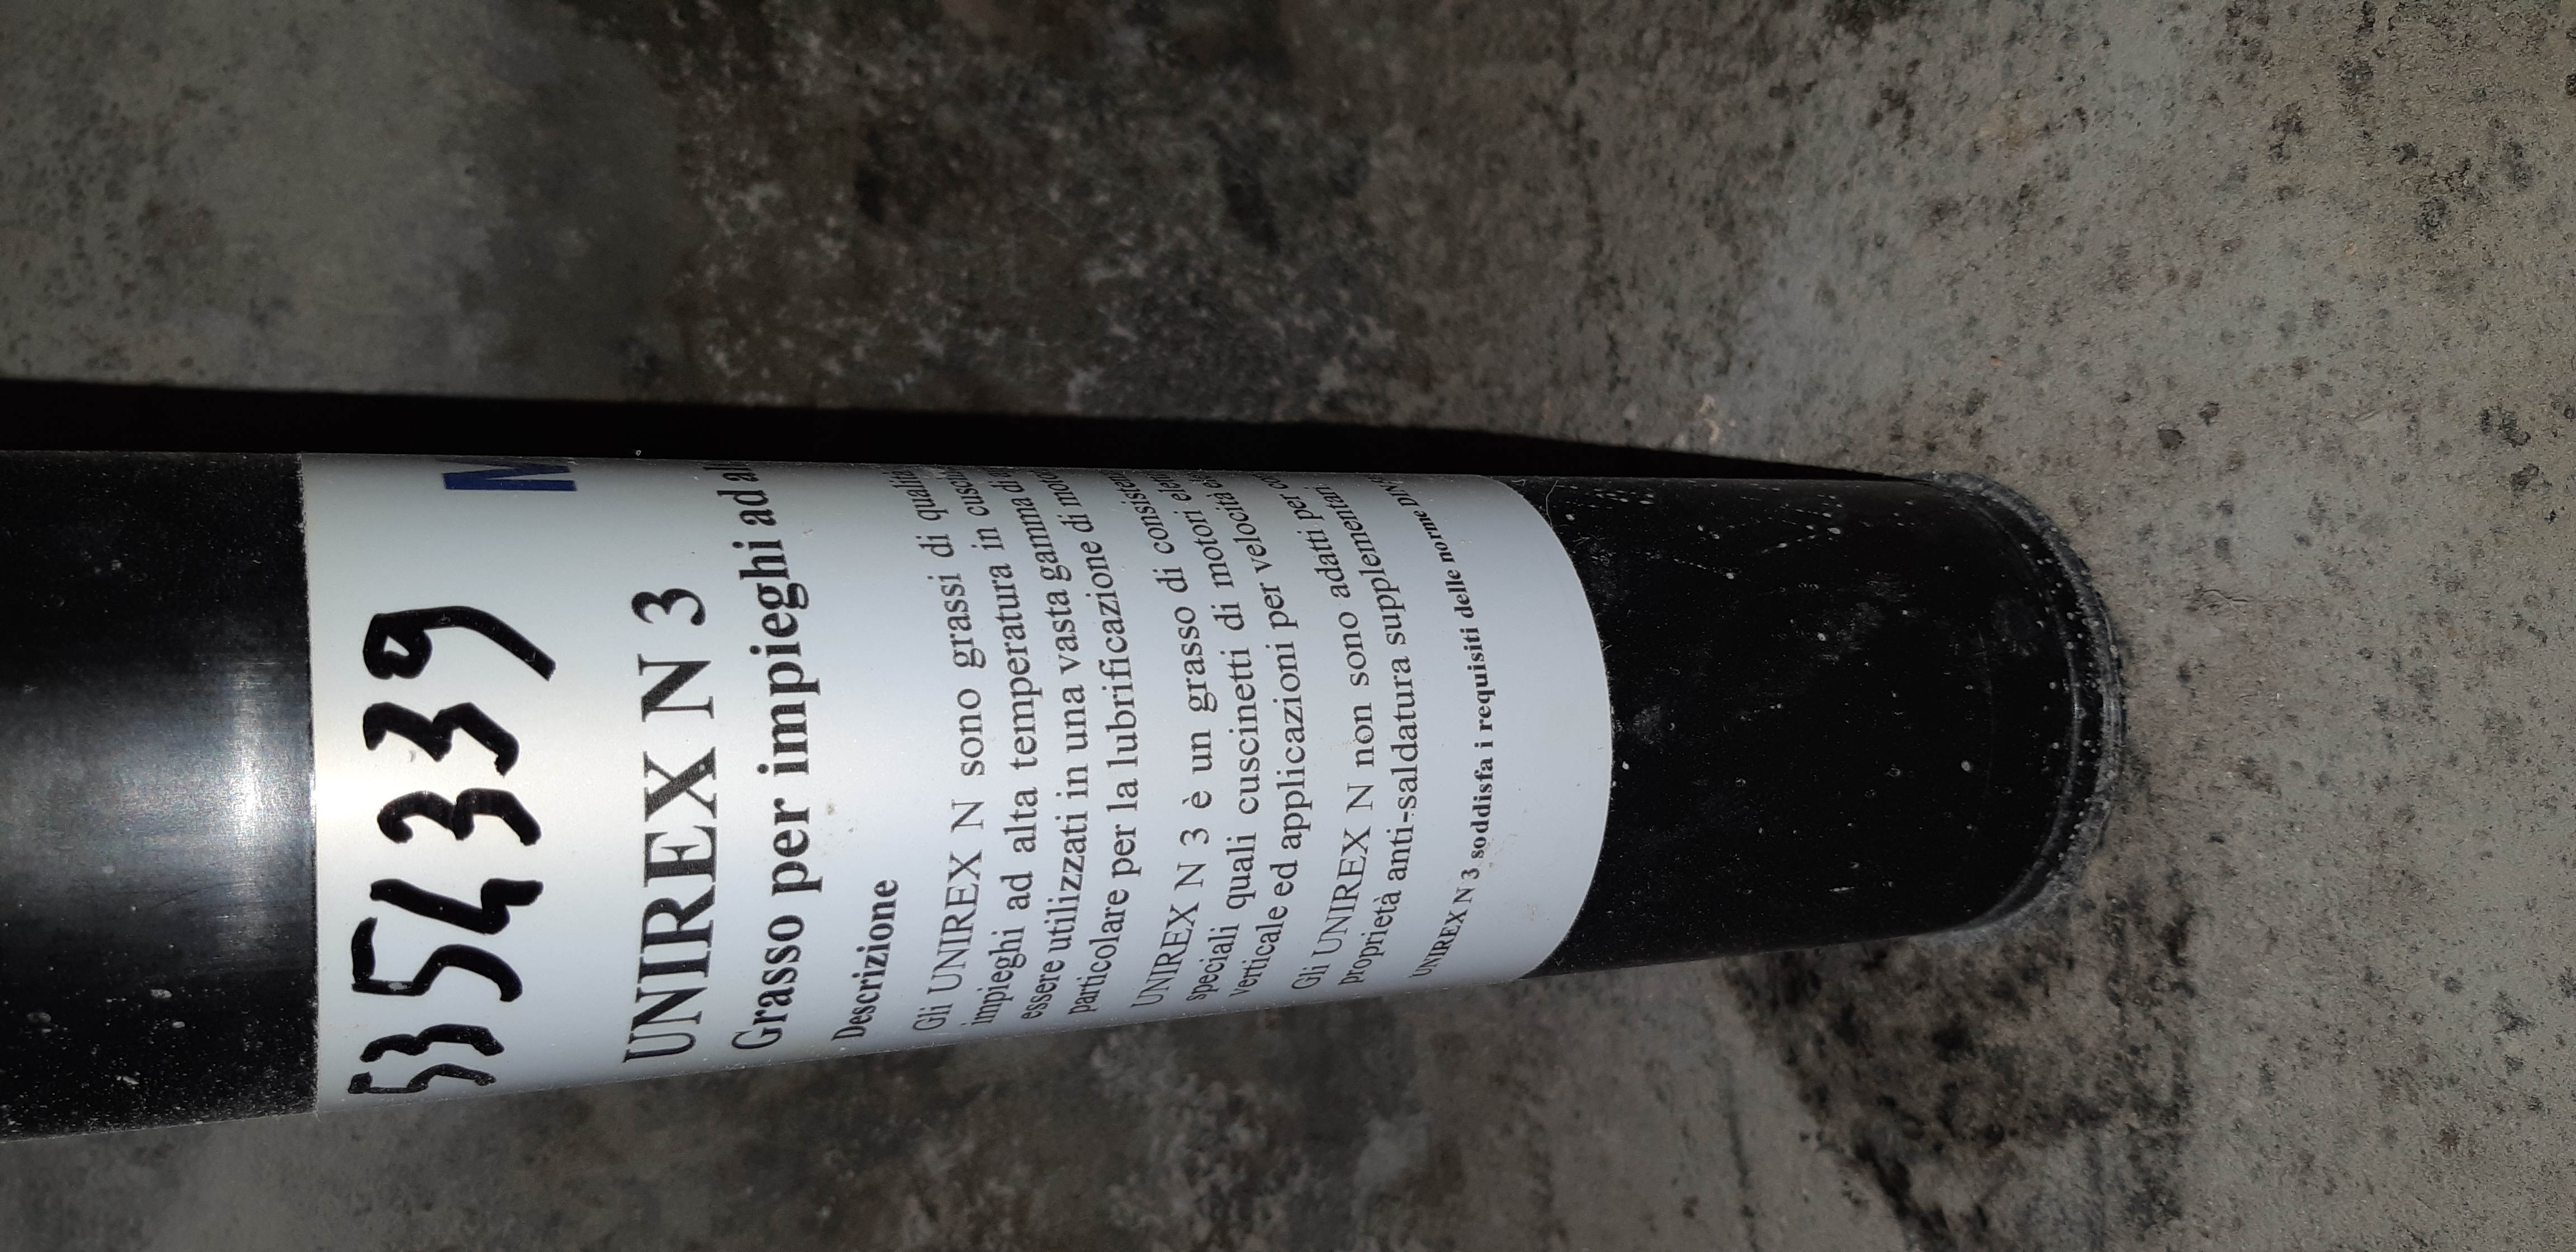 5354339
M
UNIREX N 3
Grasso per impieghi ad
Descrizione
Gli UNIREX N sono grassi di
impieghi ad alta temperatura in
essere utilizzati in una vasta gamma di
particolare per la lubrificazione di
UNIREX N 3 è un grasso di
speciali quali cuscinetti di motori
verticale ed applicazioni per velocità
Gli UNIREX N non sono adatti per
proprietà anti-saldatura
UNIREX N 3 soddisfa i requisiti delle norme